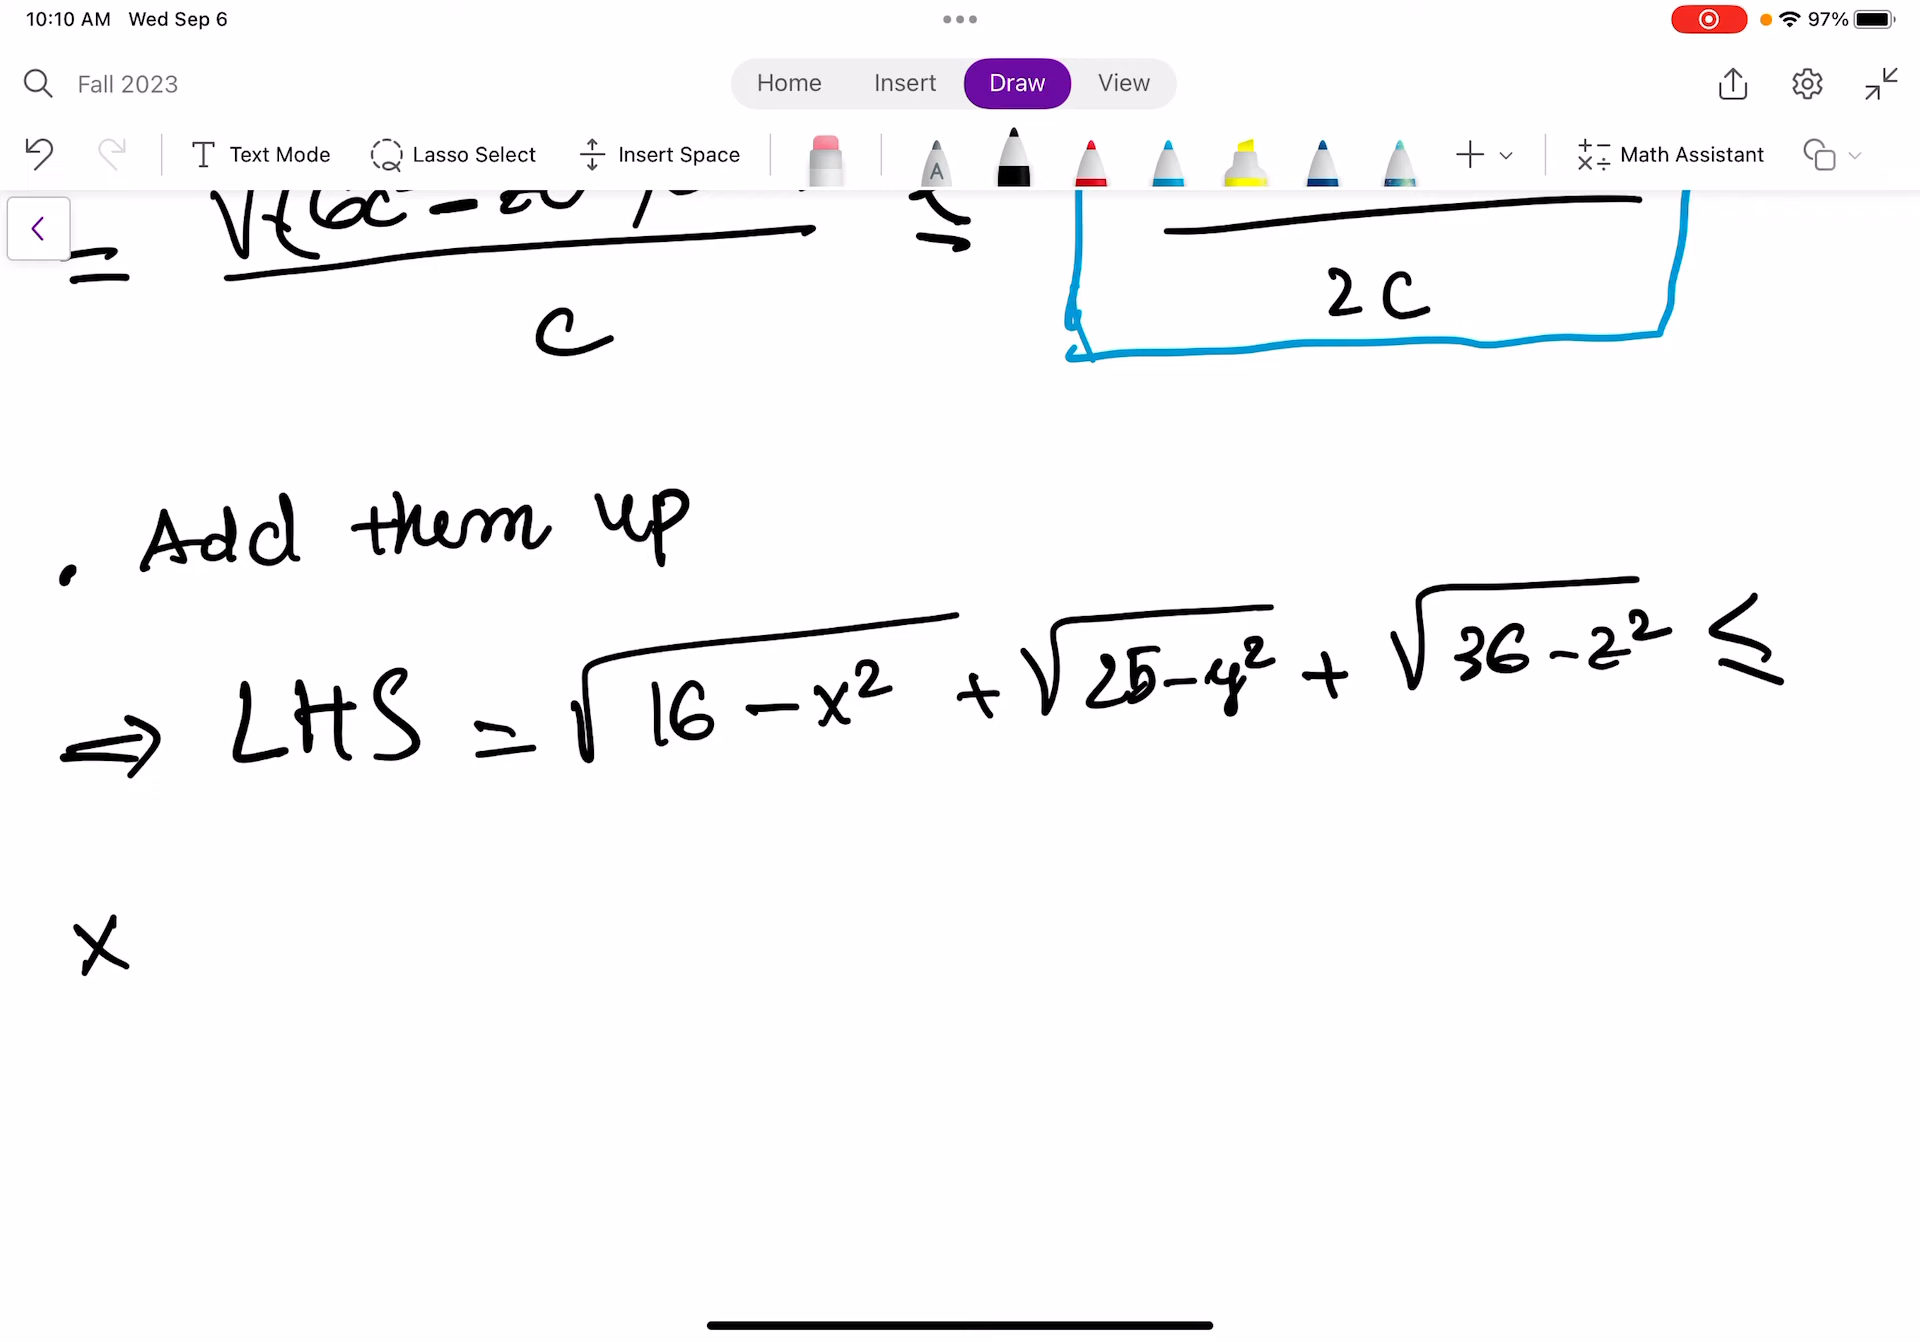 10:10 AM Wed Sep 6
97%
Fall 2023
Home Insert Draw View
Text Mode Lasso Select Insert Space A Math Assistant
=
c
2C
. Add them up
⇒ LHS = √(16 - x²) + √(25 - y²) + √(36 - z²) ≤
x